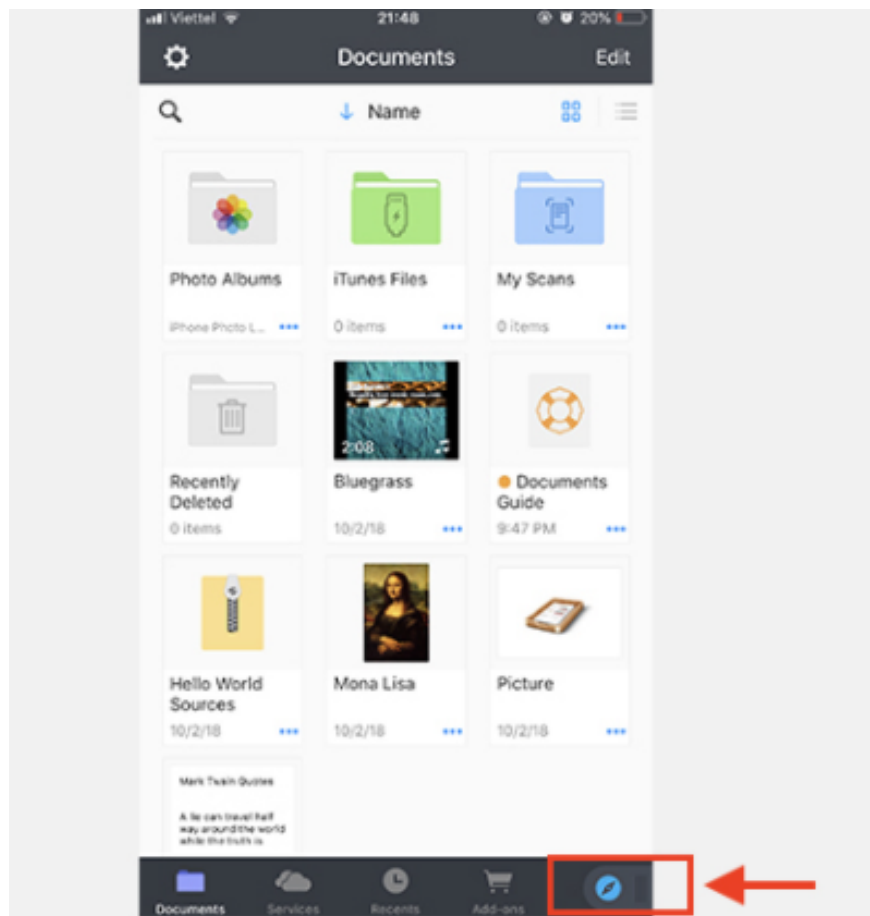 Viettel 21:48 20%
Documents Edit
Name
Photo Albums iTunes Files My Scans
iPhone Photo L... 0 items 0 items
2:08
Recently Bluegrass Documents
Deleted Guide
0 items 10/2/18 9:47 PM
Hello World Mona Lisa Picture
Sources
10/2/18 10/2/18 10/2/18
Mark Twain Quotes
A lie can travel half
way around the world
while the truth is
Documents Services Recents Add-ons